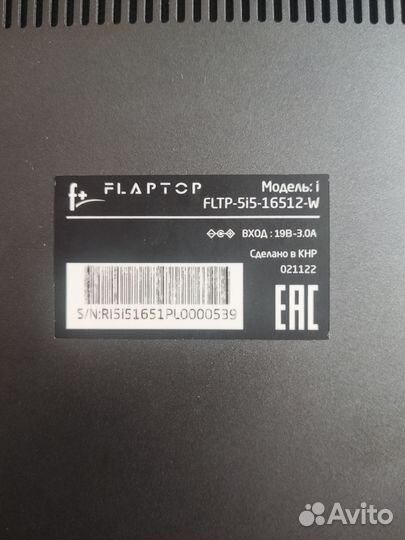 f+ FLAPTOP
Модель: i
FLTP-5i5-16512-W
ВХОД : 19В-3.0А
Сделано в КНР
021122
S/N:RI5i51651PL0000539
EAC
Avito